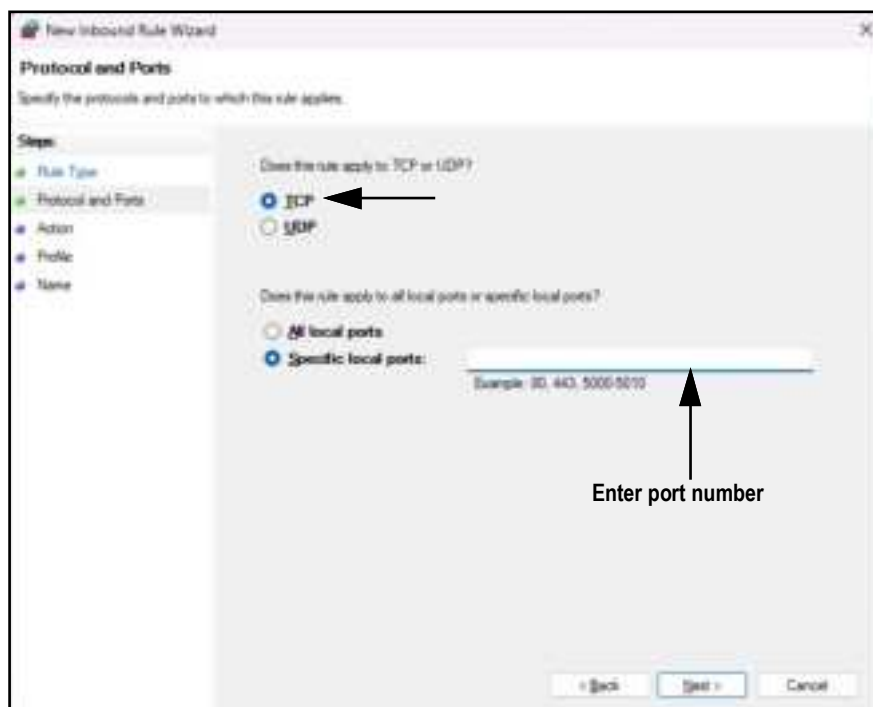 New Inbound Rule Wizard
Protocol and Ports
Specify the protocols and ports to which this rule applies.
Steps:
Rule Type
Protocol and Ports
Action
Profile
Name
Does this rule apply to TCP or UDP?
TCP
UDP
Does this rule apply to all local ports or specific local ports?
All local ports
Specific local ports:
Example: 80, 443, 5000-5010
Enter port number
< Back
Next >
Cancel